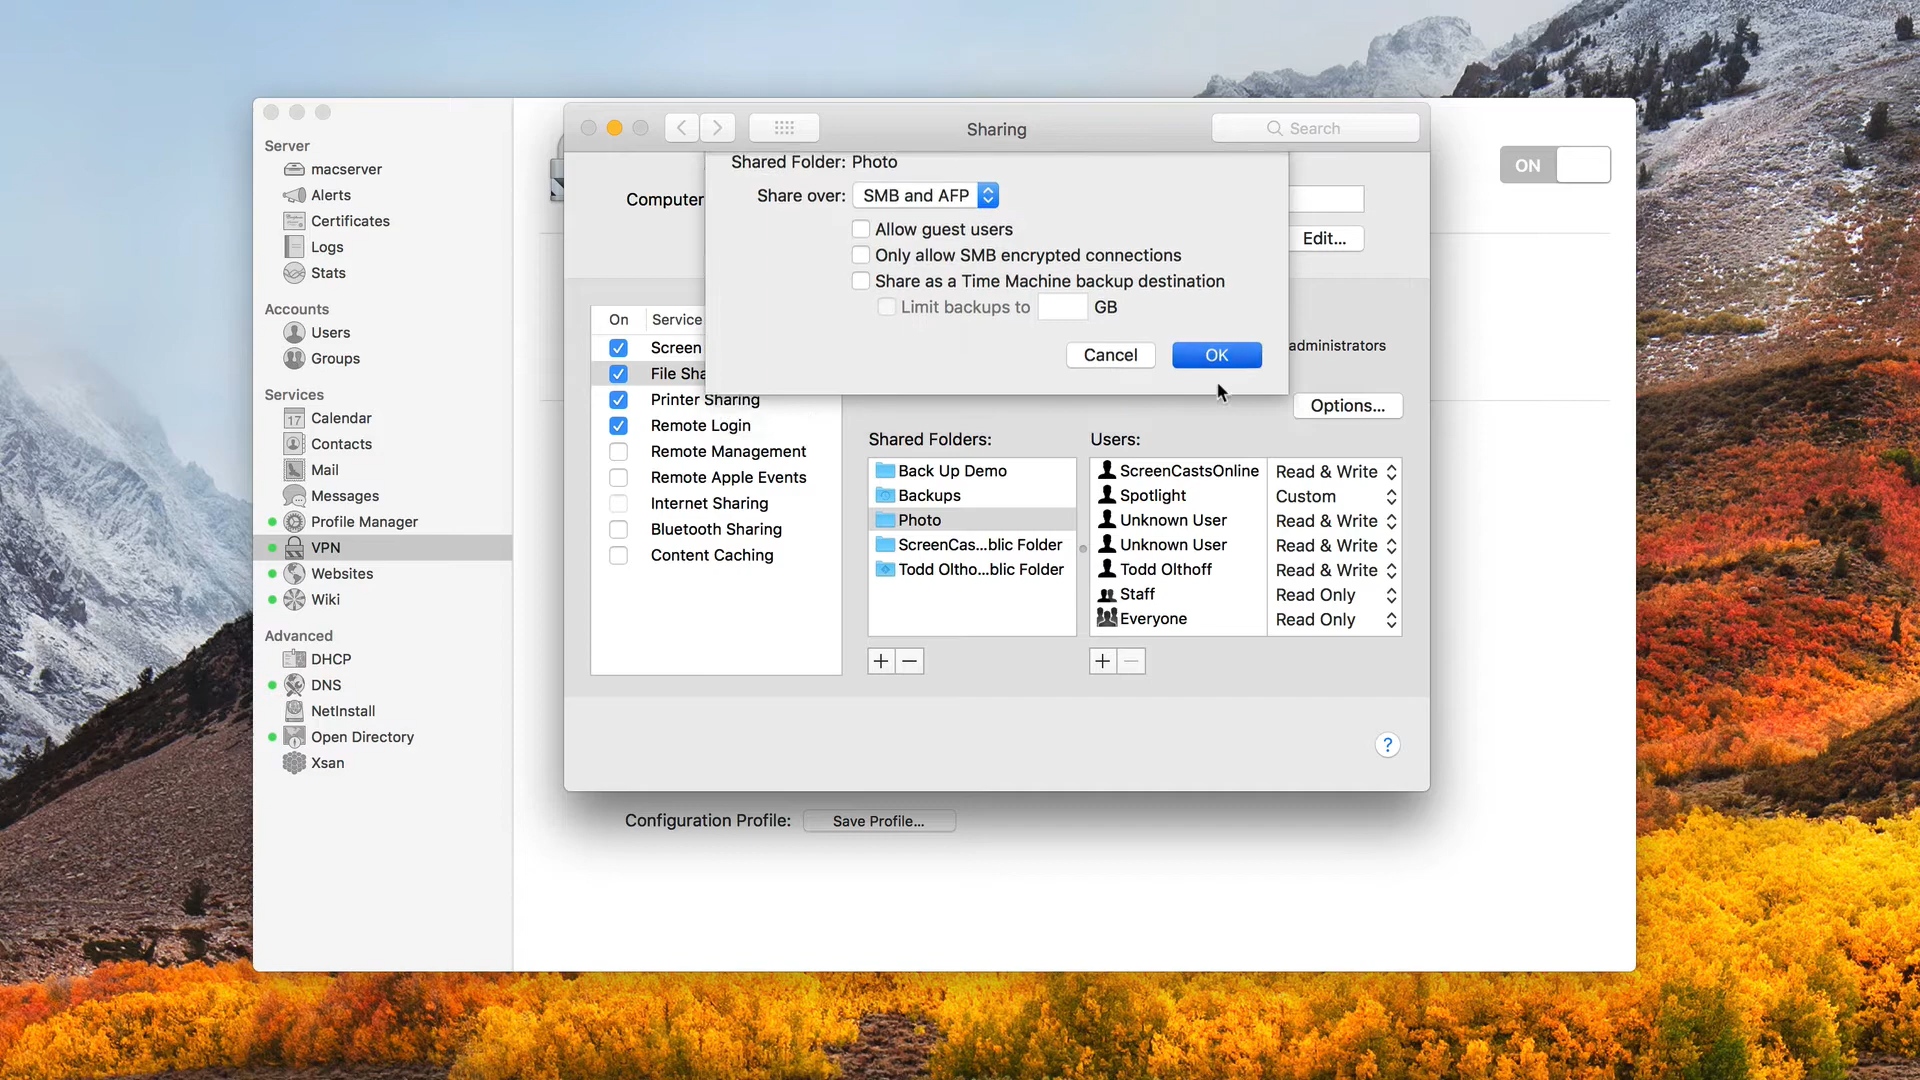 Server
macserver
Alerts
Certificates
Logs
Stats
Accounts
Users
Groups
Services
17
Calendar
Contacts
Mail
Messages
Profile Manager
VPN
Websites
Wiki
Advanced
DHCP
DNS
NetInstall
Open Directory
Xsan
Sharing
Search
ON
Shared Folder: Photo
Share over: SMB and AFP
Computer
Allow guest users
Edit...
Only allow SMB encrypted connections
Share as a Time Machine backup destination
Limit backups to GB
Cancel
OK
administrators
Options...
On Service
Screen
File Sha
Printer Sharing
Remote Login
Remote Management
Remote Apple Events
Internet Sharing
Bluetooth Sharing
Content Caching
Shared Folders:
Back Up Demo
Backups
Photo
ScreenCas...blic Folder
Todd Oltho...blic Folder
+ −
Users:
ScreenCastsOnline Read & Write
Spotlight Custom
Unknown User Read & Write
Unknown User Read & Write
Todd Olthoff Read & Write
Staff Read Only
Everyone Read Only
+ −
?
Configuration Profile: Save Profile...